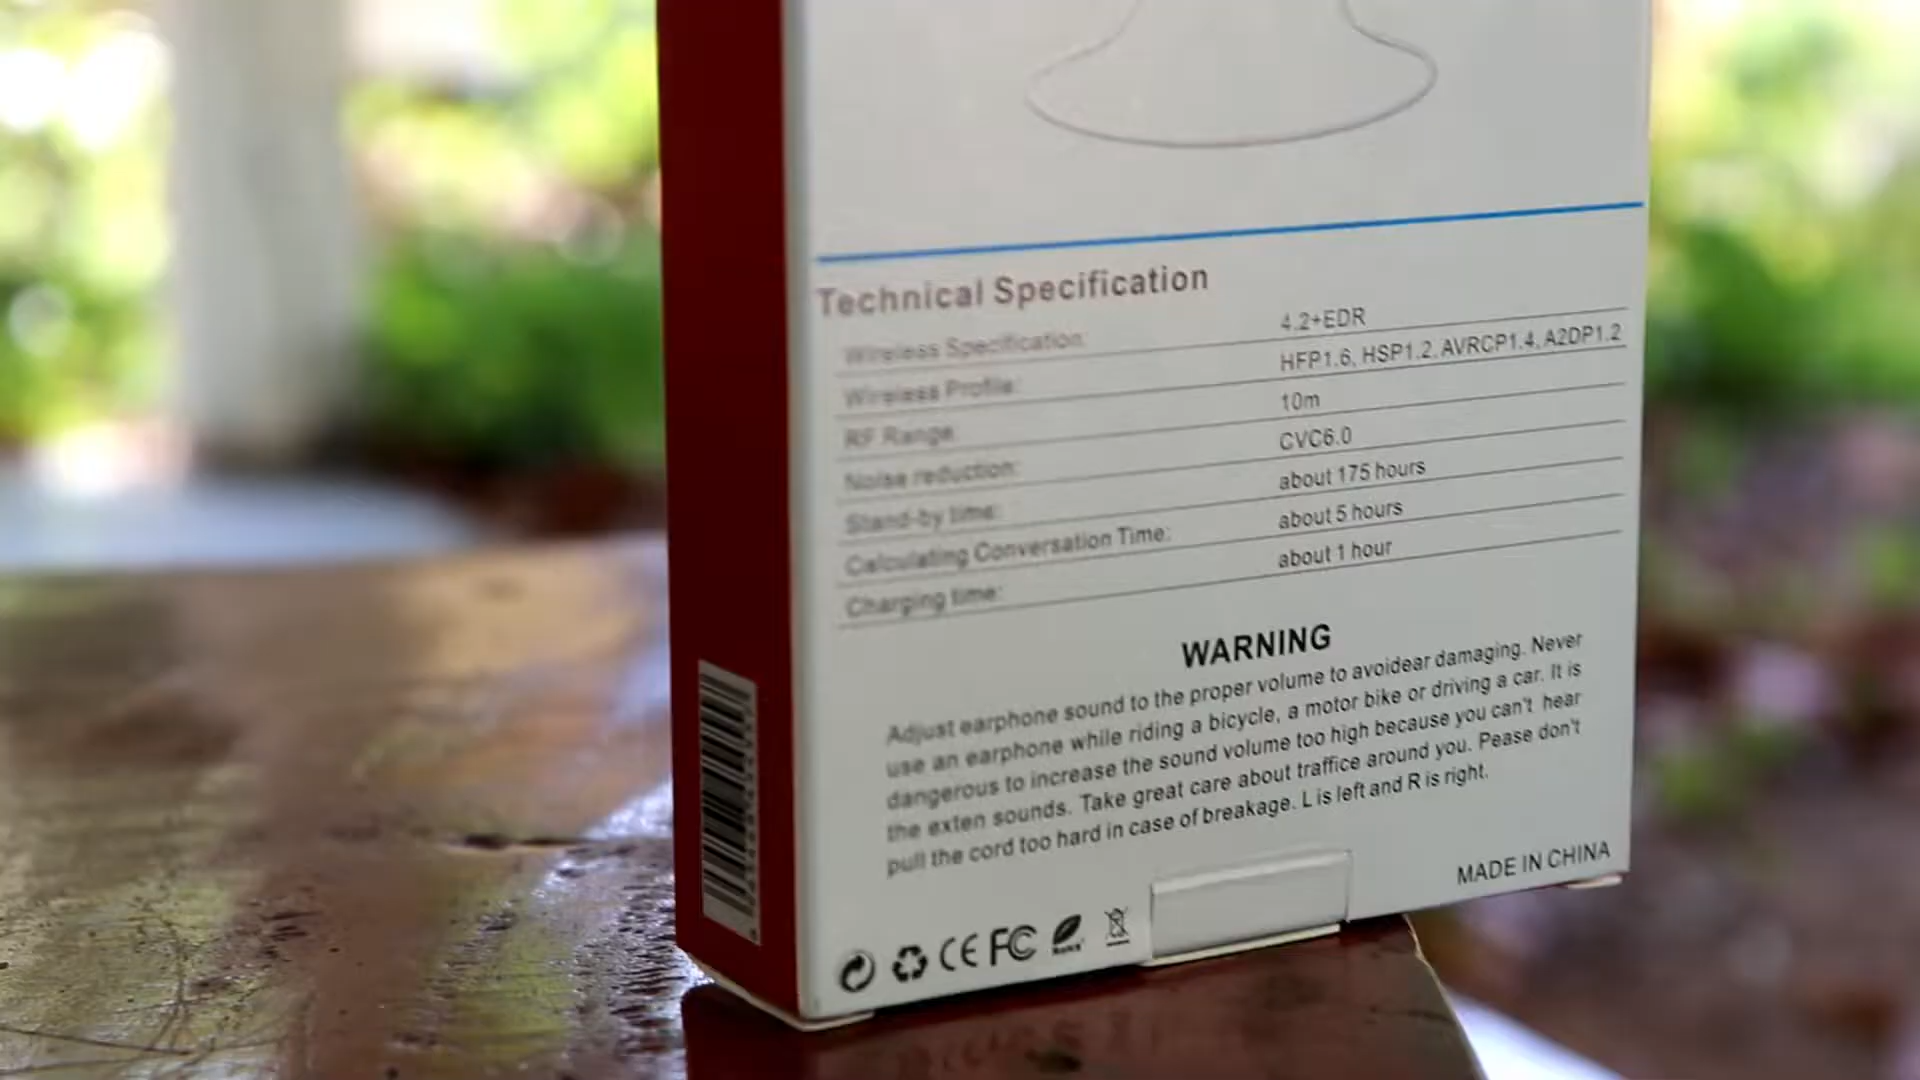 Technical Specification
Wireless Specification: 4.2+EDR
Wireless Profile: HFP1.6, HSP1.2, AVRCP1.4, A2DP1.2
RF Range: 10m
Noise reduction: CVC6.0
Stand-by time: about 175 hours
Calculating Conversation Time: about 5 hours
Charging time: about 1 hour
WARNING
Adjust earphone sound to the proper volume to avoidear damaging. Never
use an earphone while riding a bicycle, a motor bike or driving a car. It is
dangerous to increase the sound volume too high because you can't hear
the exten sounds. Take great care about traffice around you. Pease don't
pull the cord too hard in case of breakage. L is left and R is right.
MADE IN CHINA
CE FC RoHS